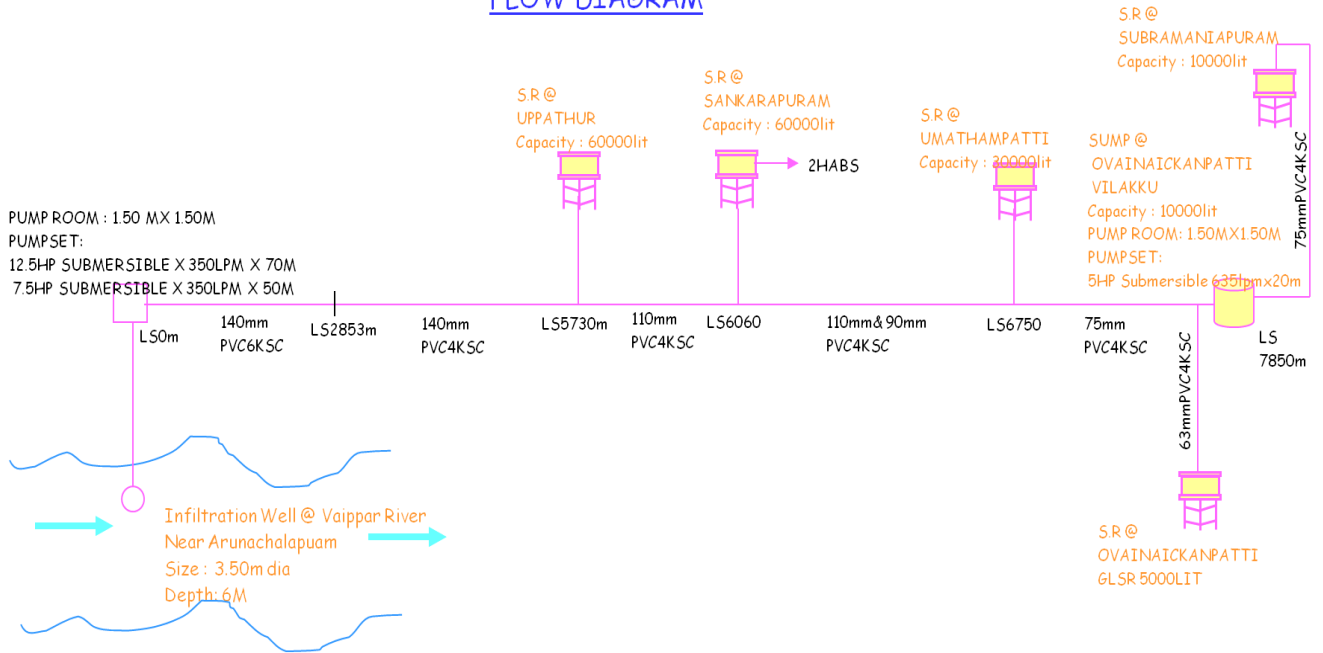 FLOW DIAGRAM
S.R @
SUBRAMANIAPURAM
Capacity : 10000lit
S.R @
UPPATHUR
Capacity : 60000lit
S.R @
SANKARAPURAM
Capacity : 60000lit
2HABS
S.R @
UMATHAMPATTI
Capacity : 30000lit
SUMP @
OVAINAICKANPATTI
VILAKKU
Capacity : 10000lit
PUMP ROOM: 1.50MX1.50M
PUMPSET:
5HP Submersible 635lpmx20m
75mmPVC4KSC
PUMP ROOM : 1.50 MX 1.50M
PUMPSET:
12.5HP SUBMERSIBLE X 350LPM X 70M
7.5HP SUBMERSIBLE X 350LPM X 50M
LS0m
140mm
PVC6KSC
LS2853m
140mm
PVC4KSC
LS5730m
110mm
PVC4KSC
LS6060
110mm&90mm
PVC4KSC
LS6750
75mm
PVC4KSC
63mmPVC4KSC
LS
7850m
Infiltration Well @ Vaippar River
Near Arunachalapuam
Size : 3.50m dia
Depth: 6M
S.R @
OVAINAICKANPATTI
GLSR 5000LIT